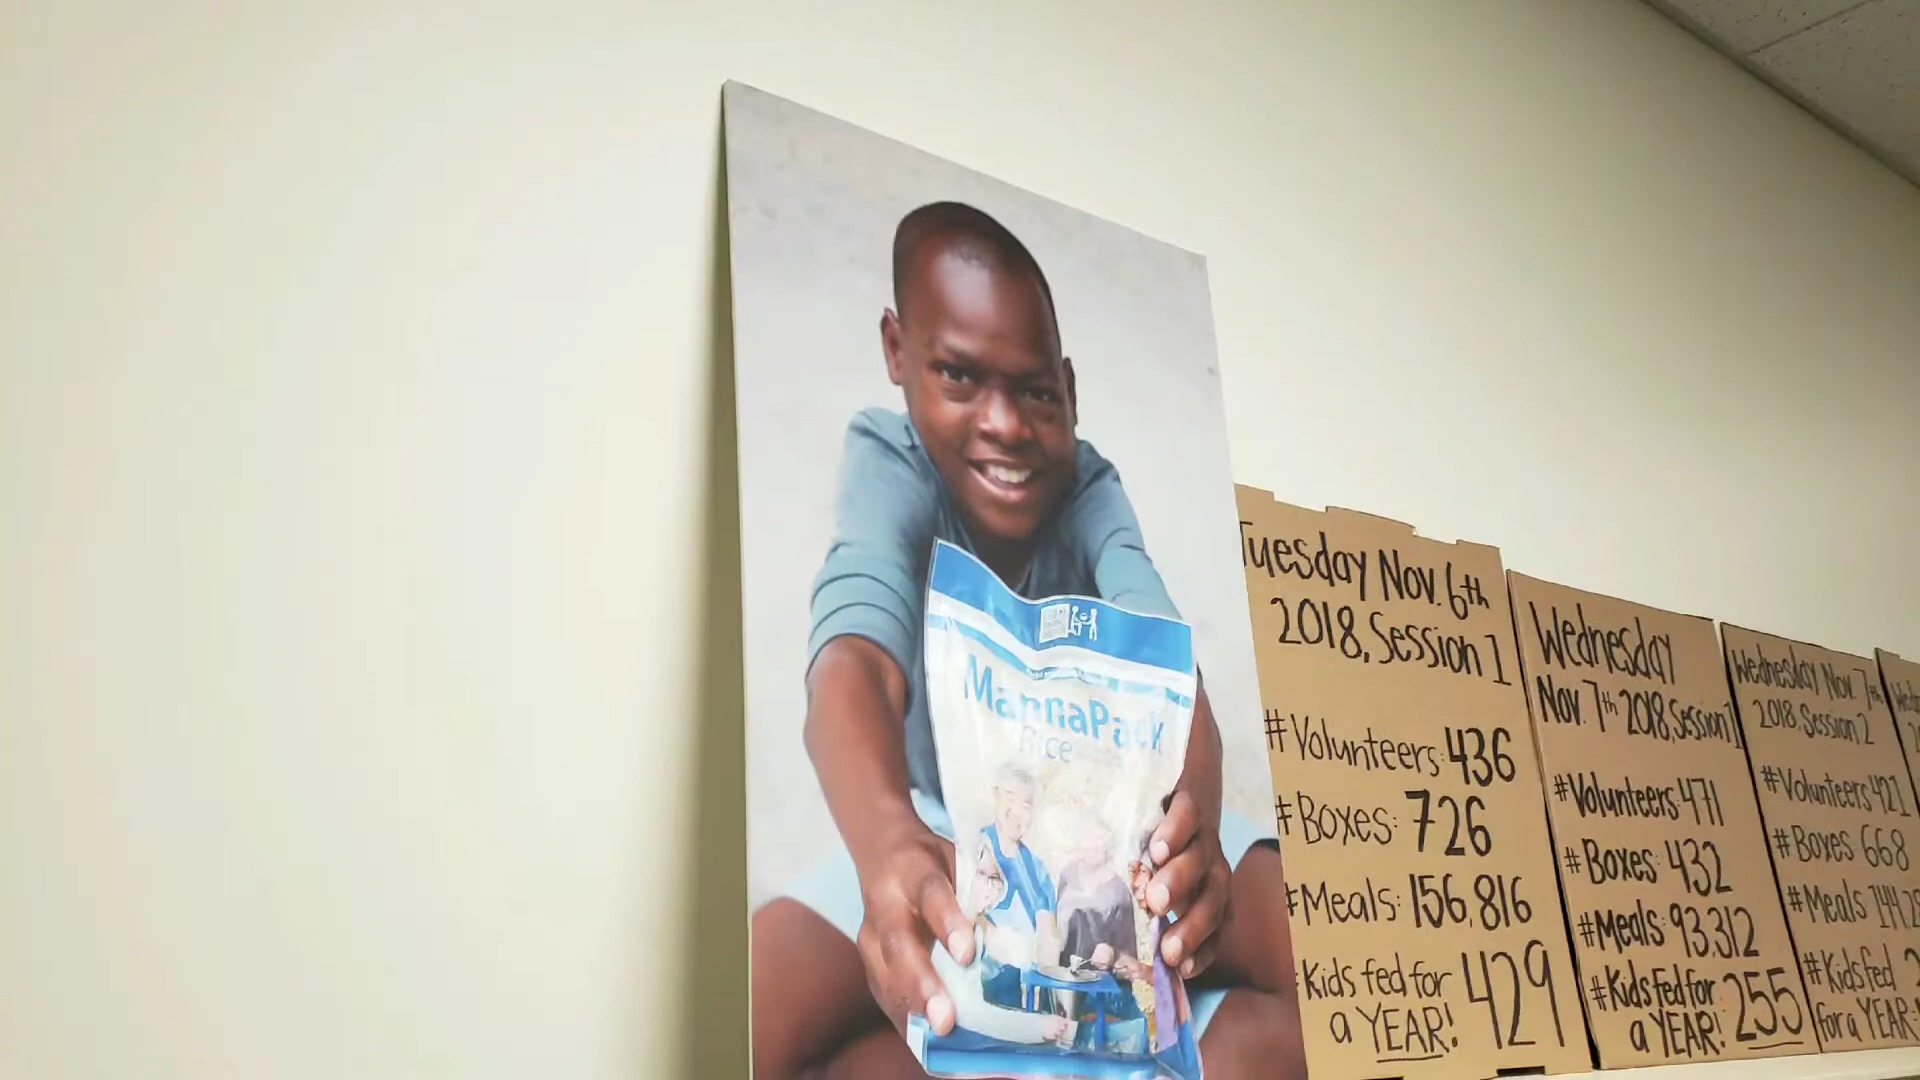 MannaPack
Rice
Tuesday Nov. 6th
2018, Session 1
#Volunteers: 436
#Boxes: 726
#Meals: 156,816
Kids fed for 429
a YEAR!
Wednesday
Nov. 7th 2018, Session 1
#Volunteers: 471
#Boxes: 432
#Meals: 93,312
#Kids Fed for 255
a YEAR!
Wednesday Nov. 7th
2018, Session 2
#Volunteers 421
#Boxes 668
#Meals
#Kids fed
for a YEAR!